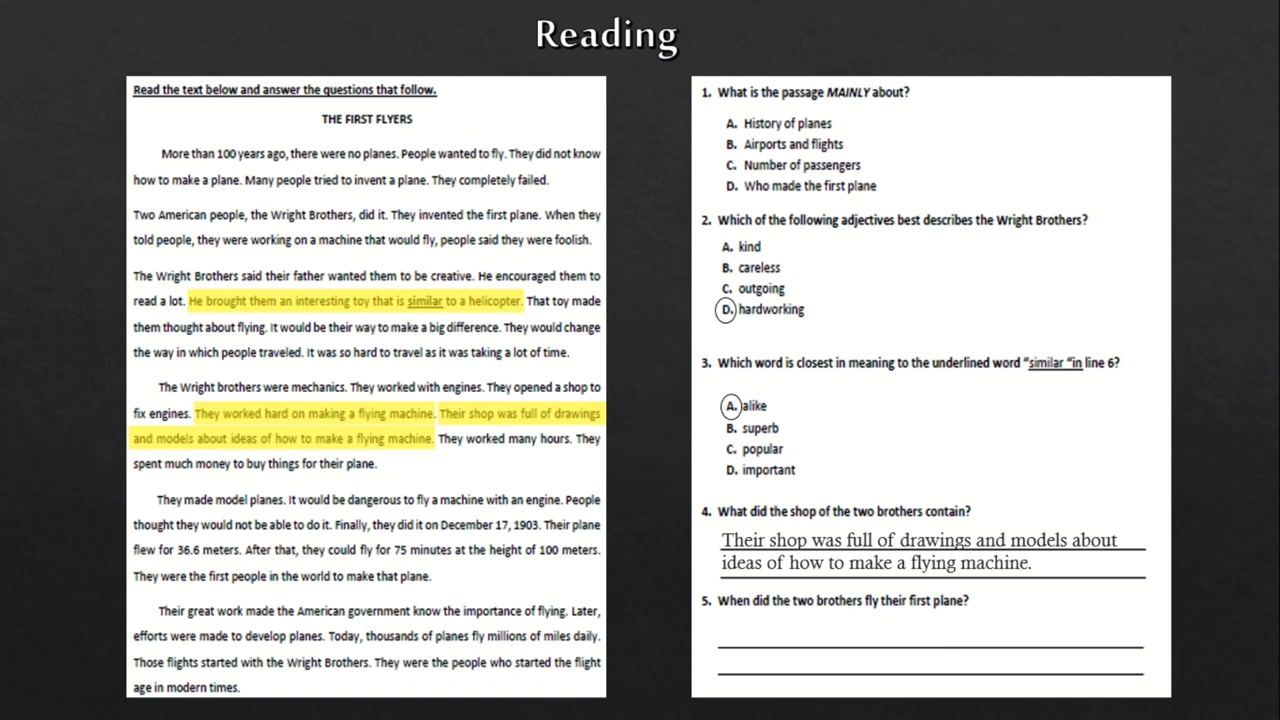 Reading
Read the text below and answer the questions that follow.
THE FIRST FLYERS
More than 100 years ago, there were no planes. People wanted to fly. They did not know
how to make a plane. Many people tried to invent a plane. They completely failed.
Two American people, the Wright Brothers, did it. They invented the first plane. When they
told people, they were working on a machine that would fly, people said they were foolish.
The Wright Brothers said their father wanted them to be creative. He encouraged them to
read a lot. He brought them an interesting toy that is similar to a helicopter. That toy made
them thought about flying. It would be their way to make a big difference. They would change
the way in which people traveled. It was so hard to travel as it was taking a lot of time.
The Wright brothers were mechanics. They worked with engines. They opened a shop to
fix engines. They worked hard on making a flying machine. Their shop was full of drawings
and models about ideas of how to make a flying machine. They worked many hours. They
spent much money to buy things for their plane.
They made model planes. It would be dangerous to fly a machine with an engine. People
thought they would not be able to do it. Finally, they did it on December 17, 1903. Their plane
flew for 36.6 meters. After that, they could fly for 75 minutes at the height of 100 meters.
They were the first people in the world to make that plane.
Their great work made the American government know the importance of flying. Later,
efforts were made to develop planes. Today, thousands of planes fly millions of miles daily.
Those flights started with the Wright Brothers. They were the people who started the flight
age in modern times.
1. What is the passage MAINLY about?
A. History of planes
B. Airports and flights
C. Number of passengers
D. Who made the first plane
2. Which of the following adjectives best describes the Wright Brothers?
A. kind
B. careless
C. outgoing
D. hardworking
3. Which word is closest in meaning to the underlined word "similar "in line 6?
A. alike
B. superb
C. popular
D. important
4. What did the shop of the two brothers contain?
Their shop was full of drawings and models about
ideas of how to make a flying machine.
5. When did the two brothers fly their first plane?